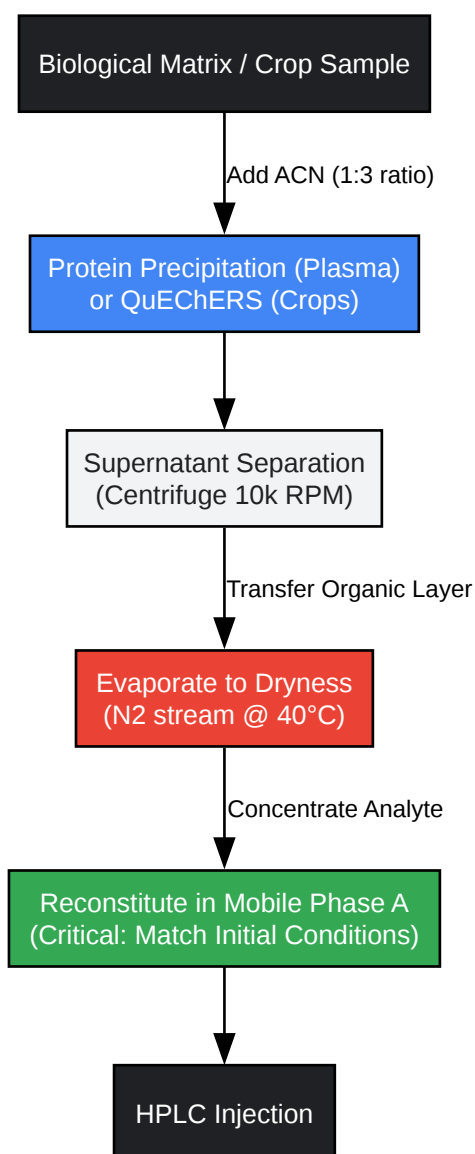 Biological Matrix / Crop Sample
Add ACN (1:3 ratio)
Protein Precipitation (Plasma)
or QuEChERS (Crops)
Supernatant Separation
(Centrifuge 10k RPM)
Transfer Organic Layer
Evaporate to Dryness
(N2 stream @ 40°C)
Concentrate Analyte
Reconstitute in Mobile Phase A
(Critical: Match Initial Conditions)
HPLC Injection